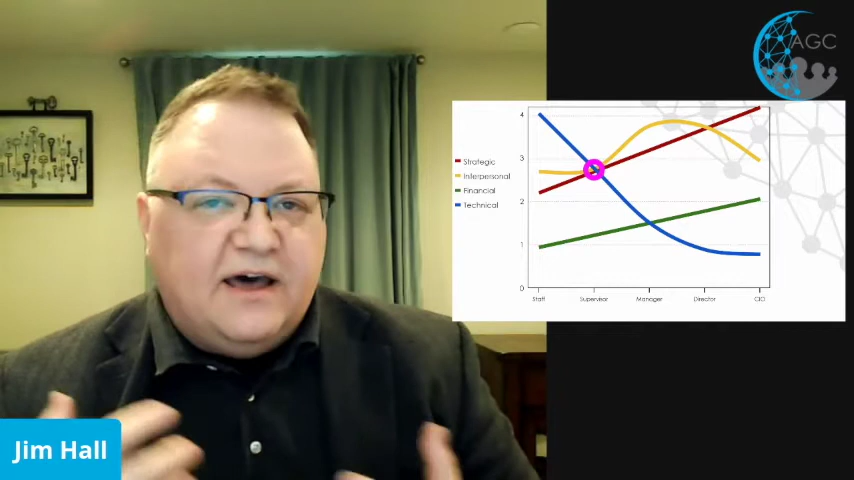 AGC
4
3
2
1
0
Strategic
Interpersonal
Financial
Technical
Staff
Supervisor
Manager
Director
CIO
Jim Hall